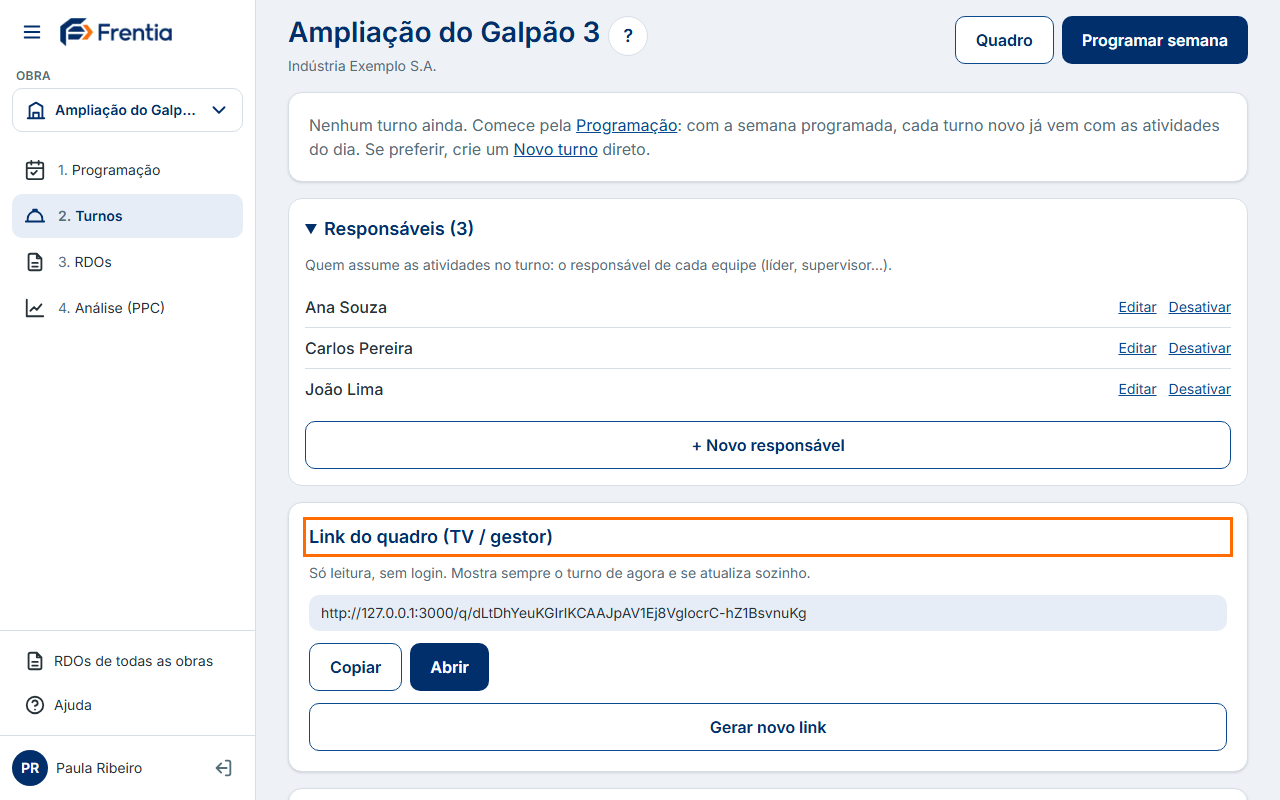 Frentia
OBRA
Ampliação do Galp...
1. Programação
2. Turnos
3. RDOs
4. Análise (PPC)
RDOs de todas as obras
Ajuda
PR
Paula Ribeiro
Ampliação do Galpão 3
?
Indústria Exemplo S.A.
Quadro
Programar semana
Nenhum turno ainda. Comece pela Programação: com a semana programada, cada turno novo já vem com as atividades
do dia. Se preferir, crie um Novo turno direto.
Responsáveis (3)
Quem assume as atividades no turno: o responsável de cada equipe (líder, supervisor...).
Ana Souza Editar Desativar
Carlos Pereira Editar Desativar
João Lima Editar Desativar
+ Novo responsável
Link do quadro (TV / gestor)
Só leitura, sem login. Mostra sempre o turno de agora e se atualiza sozinho.
http://127.0.0.1:3000/q/dLtDhYeuKGIrIKCAAJpAV1Ej8VglocrC-hZ1BsvnuKg
Copiar
Abrir
Gerar novo link